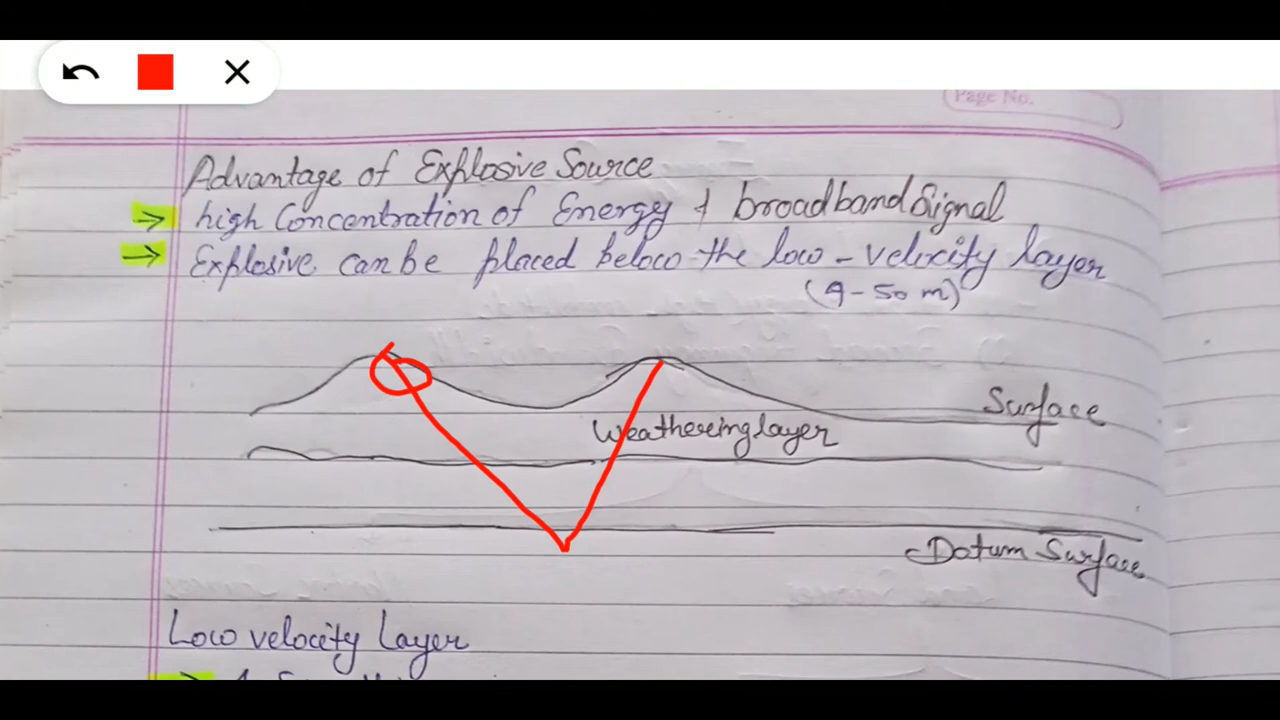 Page No.
Advantage of Explosive Source
→ high Concentration of Energy + broadband Signal
→ Explosive can be placed below the low - velocity layer
(9-50 m)
Surface
Weathering layer
Datum Surface
Low velocity Layer